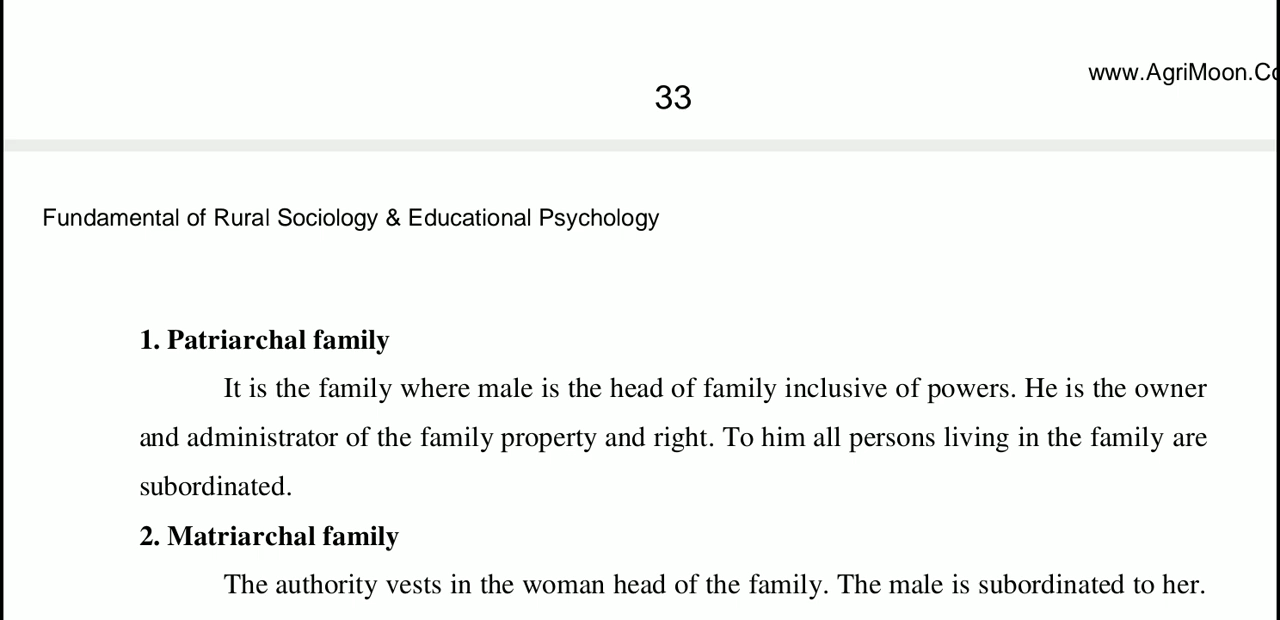 www.AgriMoon.Co
33
Fundamental of Rural Sociology & Educational Psychology
1. Patriarchal family
It is the family where male is the head of family inclusive of powers. He is the owner
and administrator of the family property and right. To him all persons living in the family are
subordinated.
2. Matriarchal family
The authority vests in the woman head of the family. The male is subordinated to her.